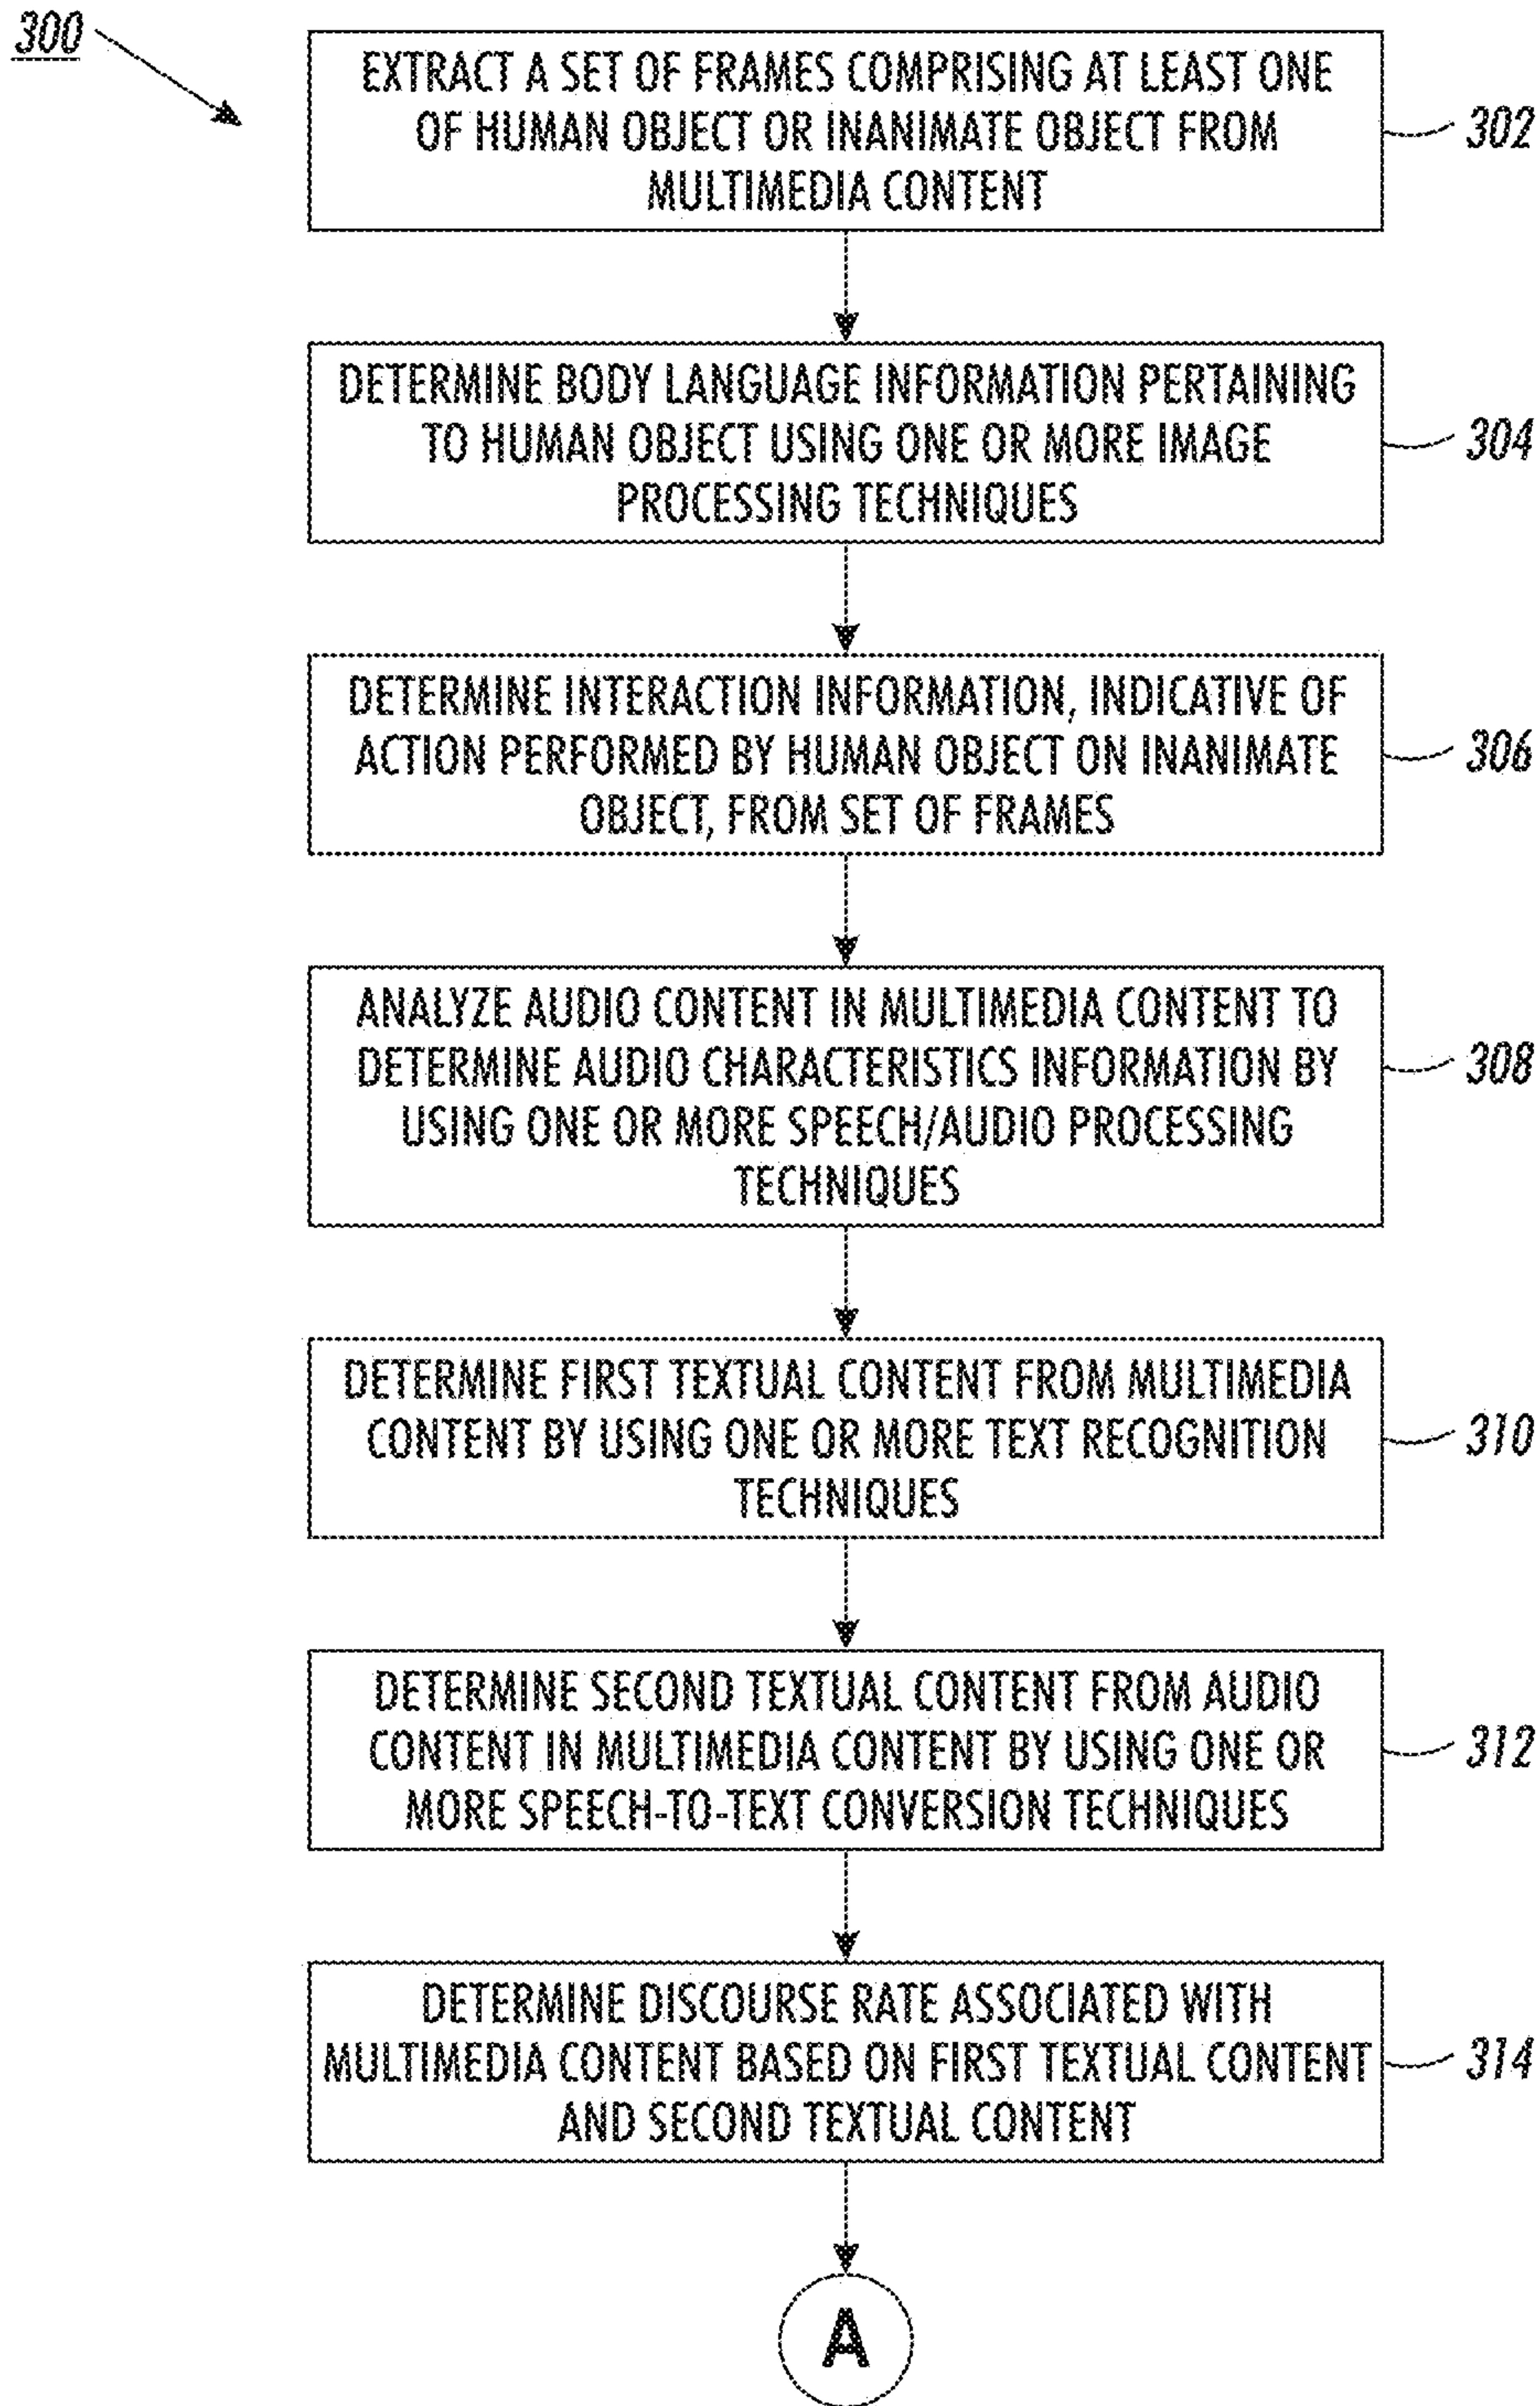 300
EXTRACT A SET OF FRAMES COMPRISING AT LEAST ONE
OF HUMAN OBJECT OR INANIMATE OBJECT FROM
MULTIMEDIA CONTENT
302
DETERMINE BODY LANGUAGE INFORMATION PERTAINING
TO HUMAN OBJECT USING ONE OR MORE IMAGE
PROCESSING TECHNIQUES
304
DETERMINE INTERACTION INFORMATION, INDICATIVE OF
ACTION PERFORMED BY HUMAN OBJECT ON INANIMATE
OBJECT, FROM SET OF FRAMES
306
ANALYZE AUDIO CONTENT IN MULTIMEDIA CONTENT TO
DETERMINE AUDIO CHARACTERISTICS INFORMATION BY
USING ONE OR MORE SPEECH/AUDIO PROCESSING
TECHNIQUES
308
DETERMINE FIRST TEXTUAL CONTENT FROM MULTIMEDIA
CONTENT BY USING ONE OR MORE TEXT RECOGNITION
TECHNIQUES
310
DETERMINE SECOND TEXTUAL CONTENT FROM AUDIO
CONTENT IN MULTIMEDIA CONTENT BY USING ONE OR
MORE SPEECH-TO-TEXT CONVERSION TECHNIQUES
312
DETERMINE DISCOURSE RATE ASSOCIATED WITH
MULTIMEDIA CONTENT BASED ON FIRST TEXTUAL CONTENT
AND SECOND TEXTUAL CONTENT
314
A